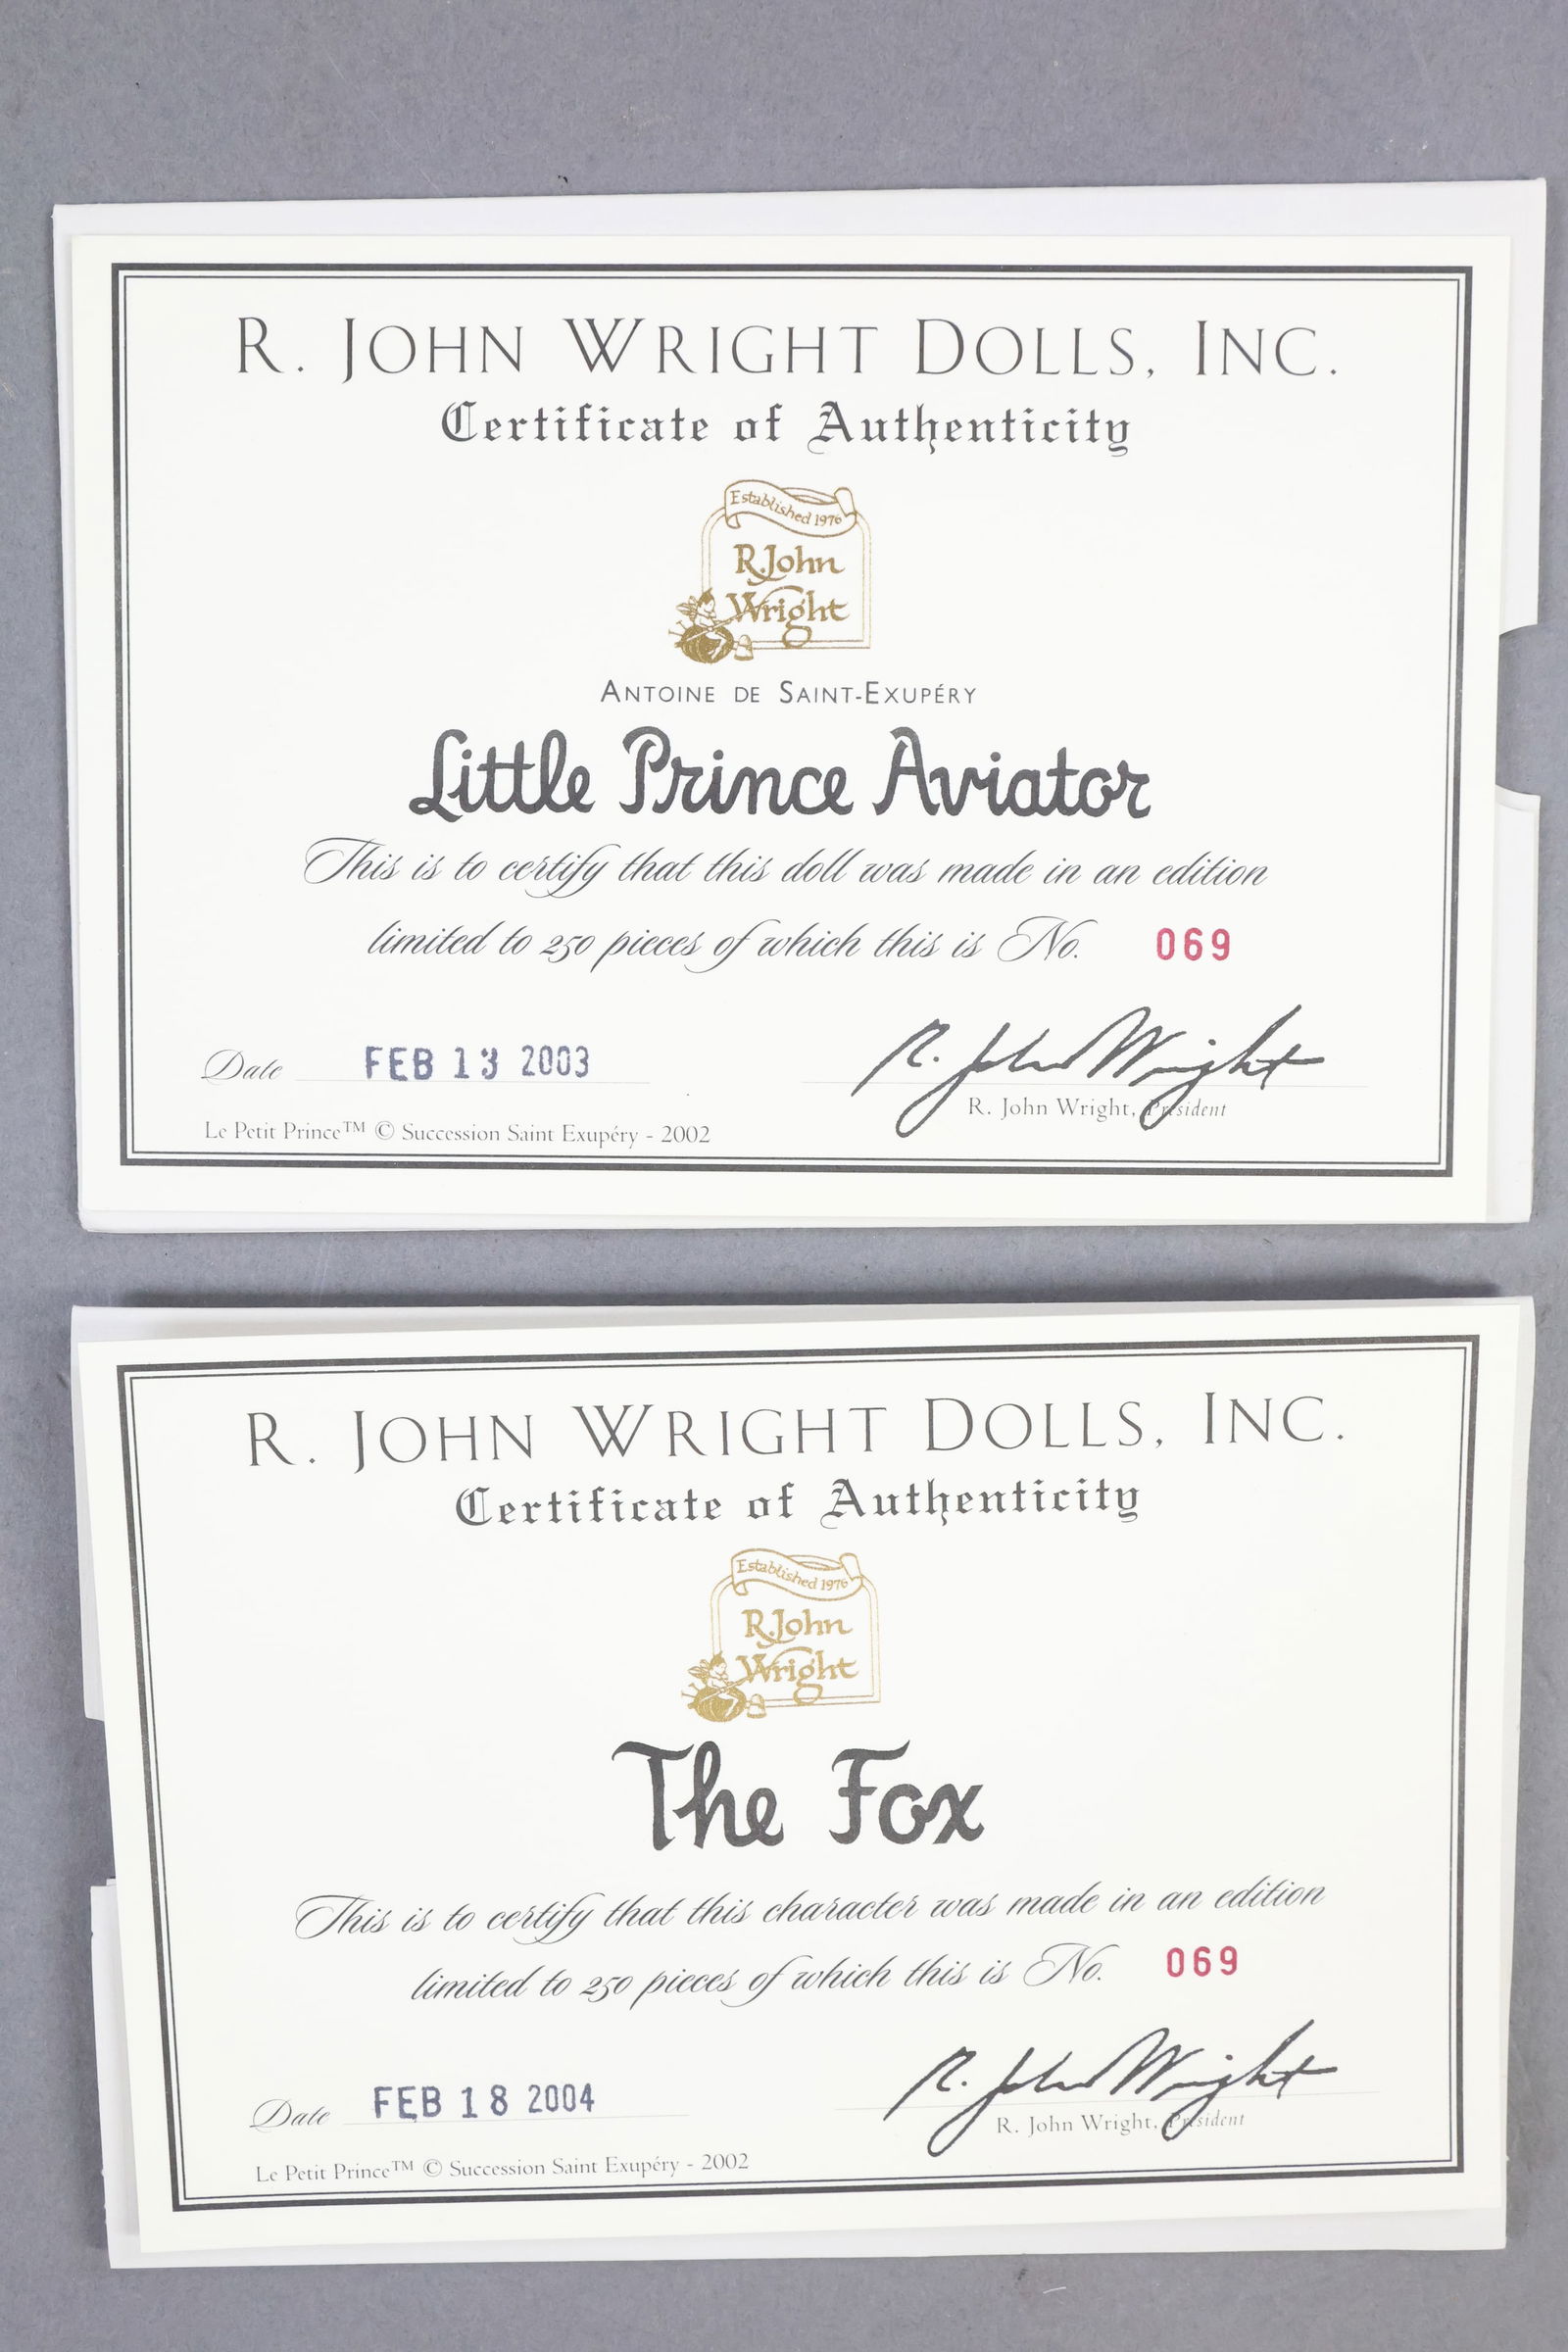 R. JOHN WRIGHT DOLLS, INC.
Certificate of Authenticity
Established 1976
R. John
Wright
ANTOINE DE SAINT-EXUPÉRY
Little Prince Aviator
This is to certify that this doll was made in an edition
limited to 250 pieces of which this is No. 069
Date FEB 13 2003
R. John Wright
R. John Wright, President
Le Petit Prince™ © Succession Saint Exupéry - 2002
R. JOHN WRIGHT DOLLS, INC.
Certificate of Authenticity
Established 1976
R. John
Wright
The Fox
This is to certify that this character was made in an edition
limited to 250 pieces of which this is No. 069
Date FEB 18 2004
R. John Wright
R. John Wright, President
Le Petit Prince™ © Succession Saint Exupéry - 2002